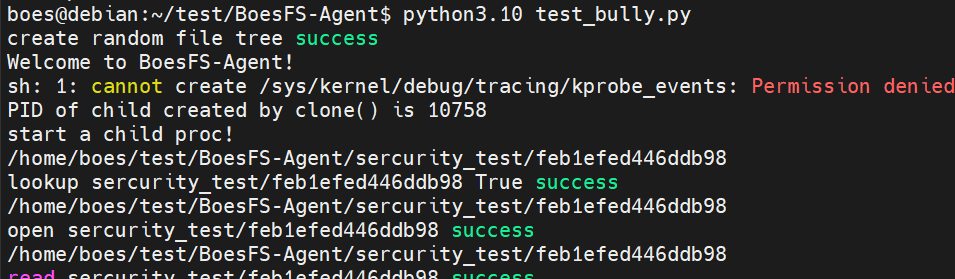 boes@debian:~/test/BoesFS-Agent$ python3.10 test_bully.py
create random file tree success
Welcome to BoesFS-Agent!
sh: 1: cannot create /sys/kernel/debug/tracing/kprobe_events: Permission denied
PID of child created by clone() is 10758
start a child proc!
/home/boes/test/BoesFS-Agent/sercurity_test/feb1efed446ddb98
lookup sercurity_test/feb1efed446ddb98 True success
/home/boes/test/BoesFS-Agent/sercurity_test/feb1efed446ddb98
open sercurity_test/feb1efed446ddb98 success
/home/boes/test/BoesFS-Agent/sercurity_test/feb1efed446ddb98
read sercurity_test/feb1efed446ddb98 success